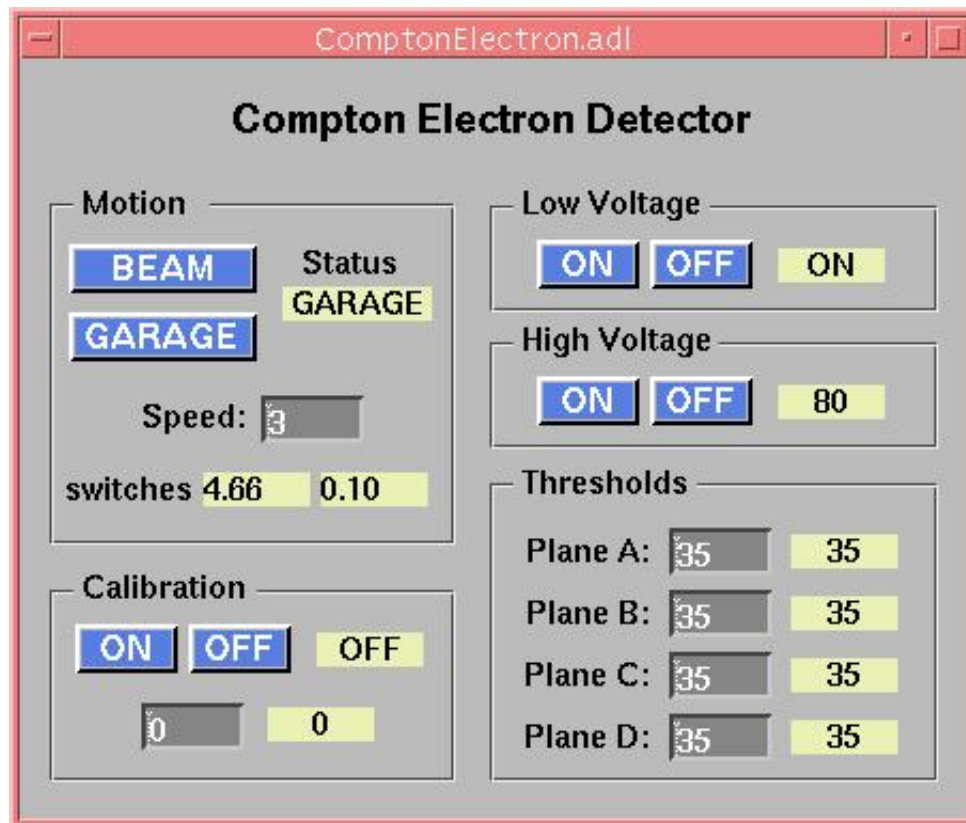 ComptonElectron.adl
Compton Electron Detector
Motion
BEAM
Status
GARAGE
GARAGE
Speed: 3
switches 4.66 0.10
Calibration
ON OFF OFF
0 0
Low Voltage
ON OFF ON
High Voltage
ON OFF 80
Thresholds
Plane A: 35 35
Plane B: 35 35
Plane C: 35 35
Plane D: 35 35